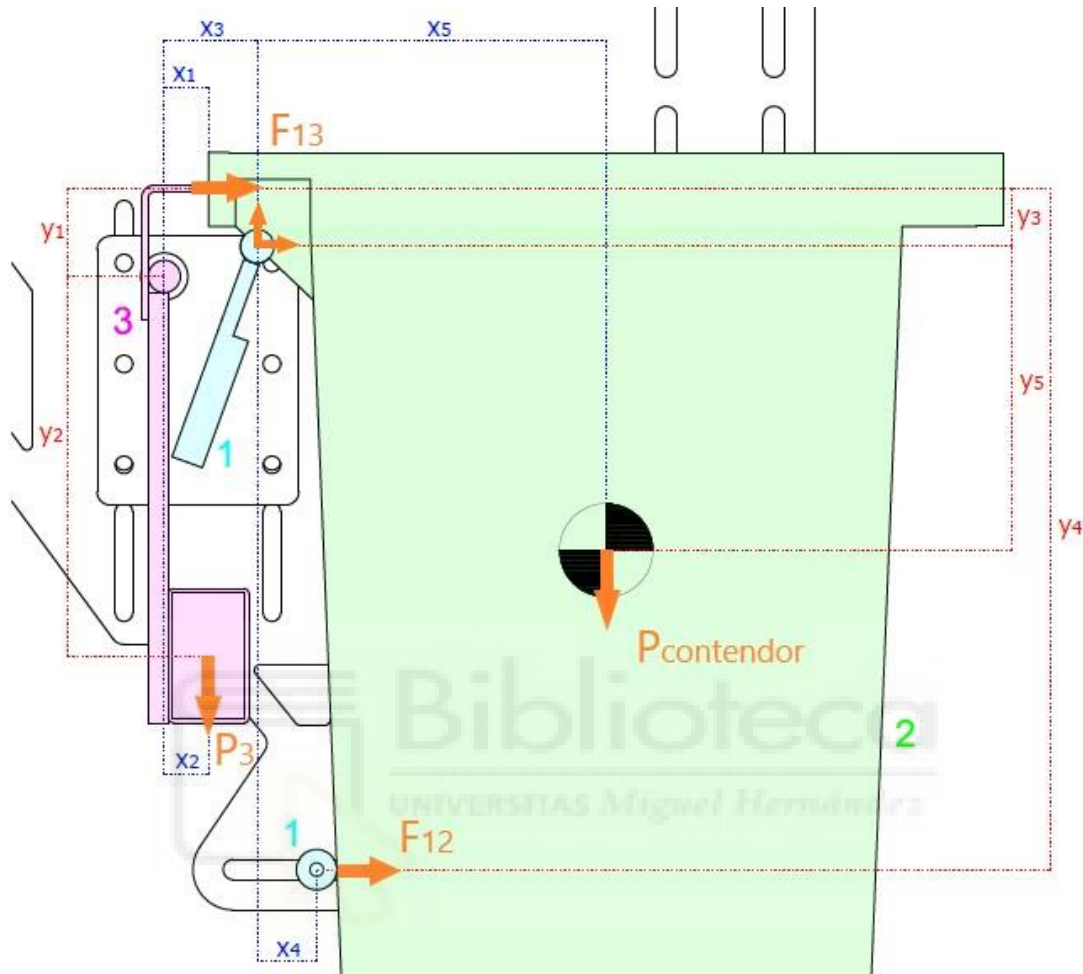 X3
X5
X1
F13
y1
y3
3
y2
1
y5
y4
Pcontendor
Biblioteca
P3
X2
2
UNIVERSITAS Miguel Hernández
1
F12
X4